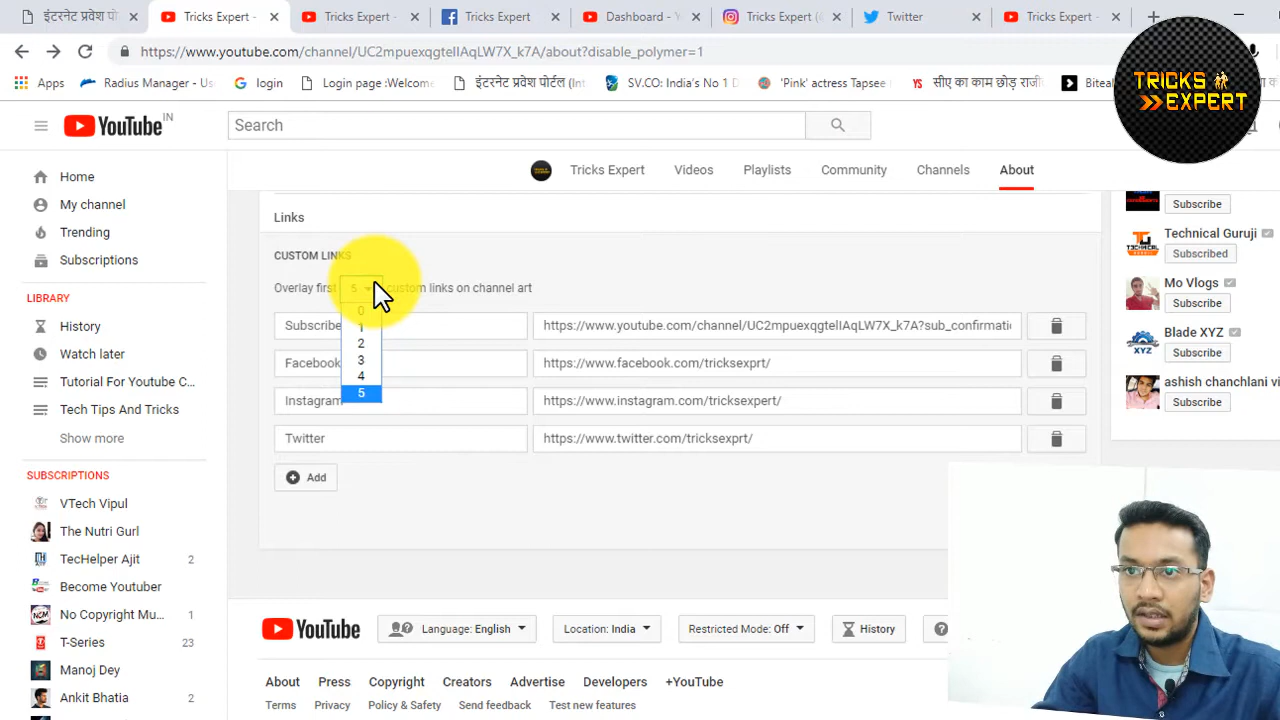 इंटरनेट प्रवेश पं
Tricks Expert -
Tricks Expert
Tricks Expert
Dashboard - Y
Instagram
Tricks Expert (
Twitter
Tricks Expert -
https://www.youtube.com/channel/UC2mpuexqgtelIAqLW7X_k7A/about?disable_polymer=1
Apps
Radius Manager - Us
login
Login page :Welcome
इंटरनेट प्रवेश पोर्टल (Int
SV.CO: India's No 1 D
'Pink' actress Tapsee
सीए का काम छोड़ राजी
Biteab
TRICKS
EXPERT
YouTube IN
Search
Tricks Expert
Videos
Playlists
Community
Channels
About
Home
My channel
Trending
Subscriptions
LIBRARY
History
Watch later
Tutorial For Youtube C...
Tech Tips And Tricks
Show more
SUBSCRIPTIONS
VTech Vipul
The Nutri Gurl
TecHelper Ajit 2
Become Youtuber
No Copyright Mu... 1
T-Series 23
Manoj Dey
Ankit Bhatia 2
Links
CUSTOM LINKS
Overlay first 5 custom links on channel art
0
1
2
3
4
5
Subscribe
https://www.youtube.com/channel/UC2mpuexqgtelIAqLW7X_k7A?sub_confirmatio
Facebook
https://www.facebook.com/tricksexprt/
Instagram
https://www.instagram.com/tricksexpert/
Twitter
https://www.twitter.com/tricksexprt/
Add
Subscribe
Technical Guruji
Subscribed
Mo Vlogs
Subscribe
Blade XYZ
Subscribe
ashish chanchlani vi
Subscribe
YouTube
Language: English
Location: India
Restricted Mode: Off
History
About
Press
Copyright
Creators
Advertise
Developers
+YouTube
Terms
Privacy
Policy & Safety
Send feedback
Test new features